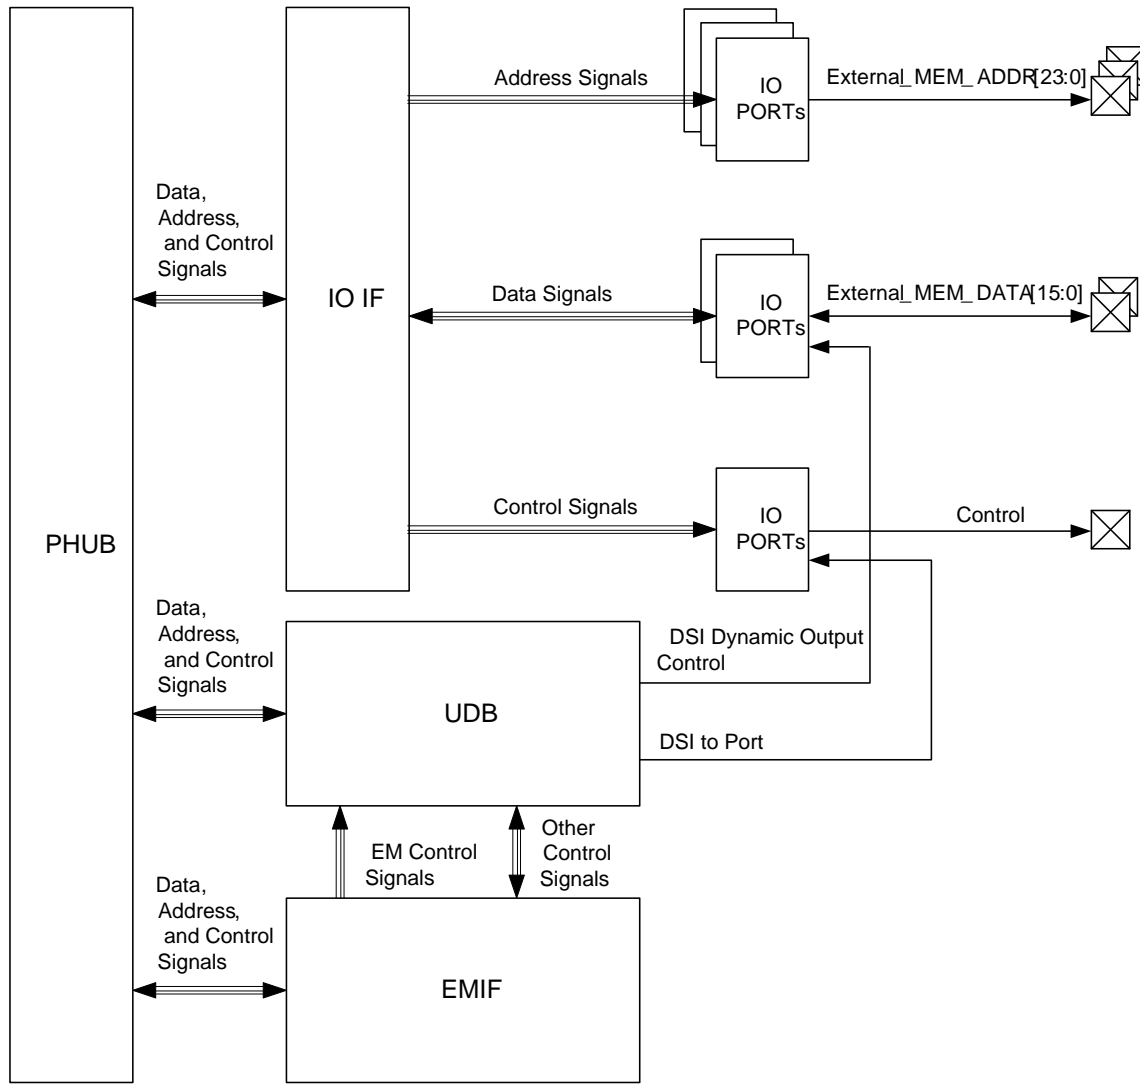 Address Signals
IO
PORTs
External_MEM_ADDR[23:0]
Data,
Address,
and Control
Signals
IO IF
Data Signals
IO
PORTs
External_MEM_DATA[15:0]
Control Signals
IO
PORTs
Control
PHUB
Data,
Address,
and Control
Signals
UDB
DSI Dynamic Output
Control
DSI to Port
EM Control
Signals
Other
Control
Signals
Data,
Address,
and Control
Signals
EMIF